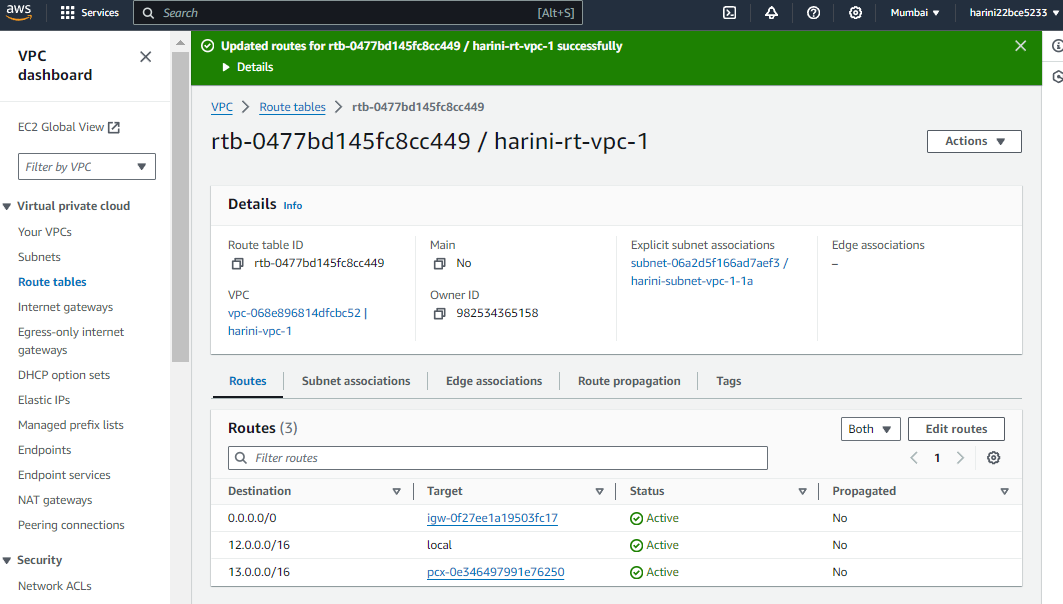 aws
Services
Search
[Alt+S]
Mumbai
harini22bce5233
VPC
dashboard
EC2 Global View
Filter by VPC
Virtual private cloud
Your VPCs
Subnets
Route tables
Internet gateways
Egress-only internet
gateways
DHCP option sets
Elastic IPs
Managed prefix lists
Endpoints
Endpoint services
NAT gateways
Peering connections
Security
Network ACLs
Updated routes for rtb-0477bd145fc8cc449 / harini-rt-vpc-1 successfully
Details
VPC
Route tables
rtb-0477bd145fc8cc449
rtb-0477bd145fc8cc449 / harini-rt-vpc-1
Actions
Details Info
Route table ID
rtb-0477bd145fc8cc449
VPC
vpc-068e896814dfcbc52 |
harini-vpc-1
Main
No
Owner ID
982534365158
Explicit subnet associations
subnet-06a2d5f166ad7aef3 /
harini-subnet-vpc-1-1a
Edge associations
–
Routes
Subnet associations
Edge associations
Route propagation
Tags
Routes (3)
Both
Edit routes
Filter routes
1
Destination Target Status Propagated
0.0.0.0/0 igw-0f27ee1a19503fc17 Active No
12.0.0.0/16 local Active No
13.0.0.0/16 pcx-0e346497991e76250 Active No